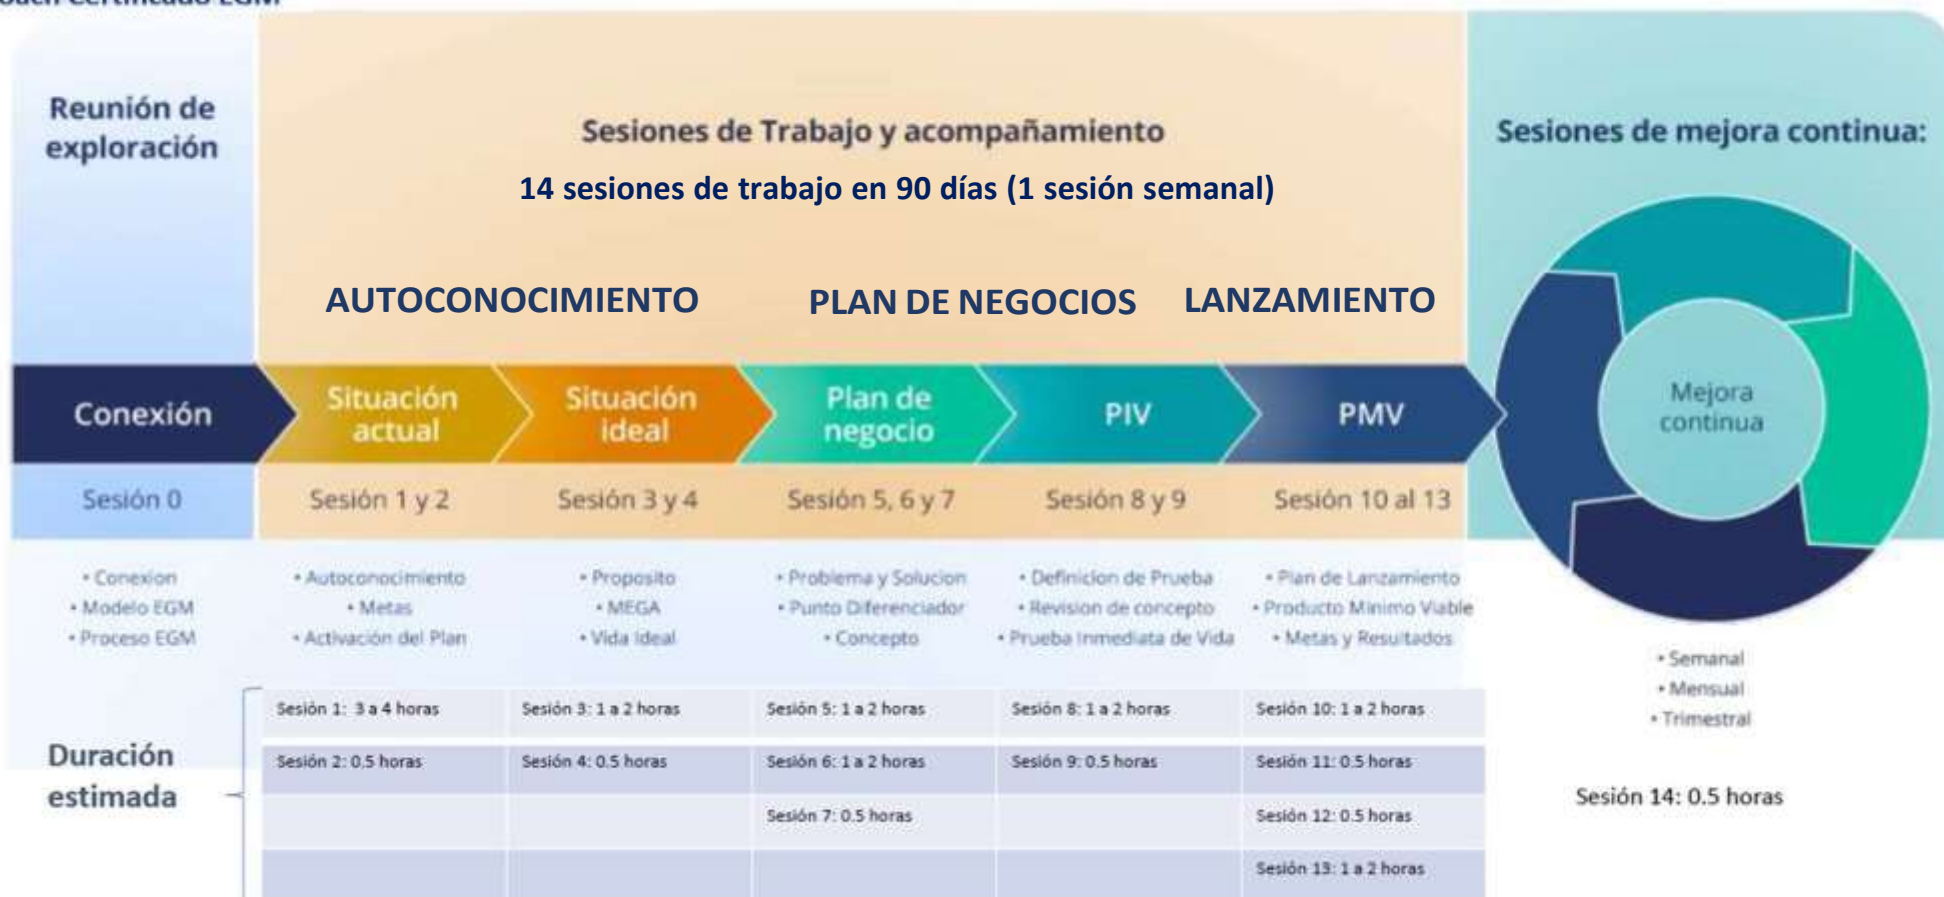 Coach Certificado EGM
Reunión de
exploración
Sesiones de Trabajo y acompañamiento
14 sesiones de trabajo en 90 días (1 sesión semanal)
Sesiones de mejora continua:
AUTOCONOCIMIENTO
PLAN DE NEGOCIOS
LANZAMIENTO
Conexión
Situación
actual
Situación
ideal
Plan de
negocio
PIV
PMV
Mejora
continua
Sesión 0
Sesión 1 y 2
Sesión 3 y 4
Sesión 5, 6 y 7
Sesión 8 y 9
Sesión 10 al 13
• Conexion
• Modelo EGM
• Proceso EGM
• Autoconocimiento
• Metas
• Activación del Plan
• Proposito
• MEGA
• Vida Ideal
• Problema y Solucion
• Punto Diferenciador
• Concepto
• Definicion de Prueba
• Revision de concepto
• Prueba Inmediata de Vida
• Plan de Lanzamiento
• Producto Minimo Viable
• Metas y Resultados
• Semanal
• Mensual
• Trimestral
Duración
estimada
Sesión 1: 3 a 4 horas
Sesión 3: 1 a 2 horas
Sesión 5: 1 a 2 horas
Sesión 8: 1 a 2 horas
Sesión 10: 1 a 2 horas
Sesión 2: 0.5 horas
Sesión 4: 0.5 horas
Sesión 6: 1 a 2 horas
Sesión 9: 0.5 horas
Sesión 11: 0.5 horas
Sesión 7: 0.5 horas
Sesión 12: 0.5 horas
Sesión 13: 1 a 2 horas
Sesión 14: 0.5 horas